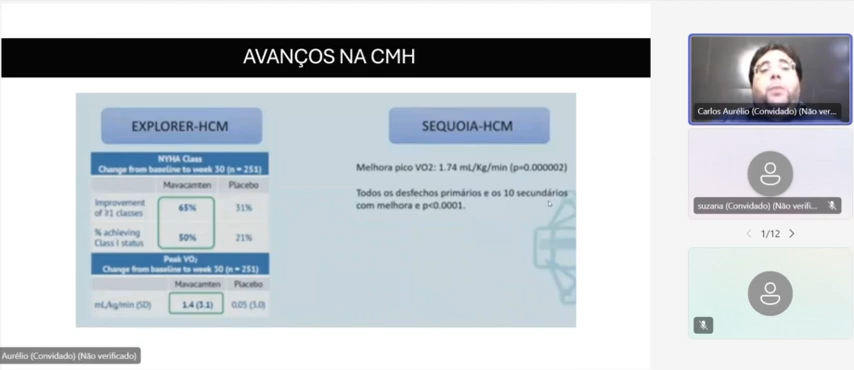 AVANÇOS NA CMH
EXPLORER-HCM
NYHA Class
Change from baseline to week 30 (n = 251)
Mavacamten Placebo
Improvement of ≥1 classes 65% 31%
% achieving Class I status 50% 21%
Peak VO₂
Change from baseline to week 30 (n = 251)
Mavacamten Placebo
mL/kg/min (SD) 1.4 (3.1) 0.05 (3.0)
SEQUOIA-HCM
Melhora pico VO2: 1.74 mL/Kg/min (p=0.000002)
Todos os desfechos primários e os 10 secundários
com melhora e p<0.0001.
Aurélio (Convidado) (Não verificado)
Carlos Aurélio (Convidado) (Não ver...
suzana (Convidado) (Não verifi...
1/12